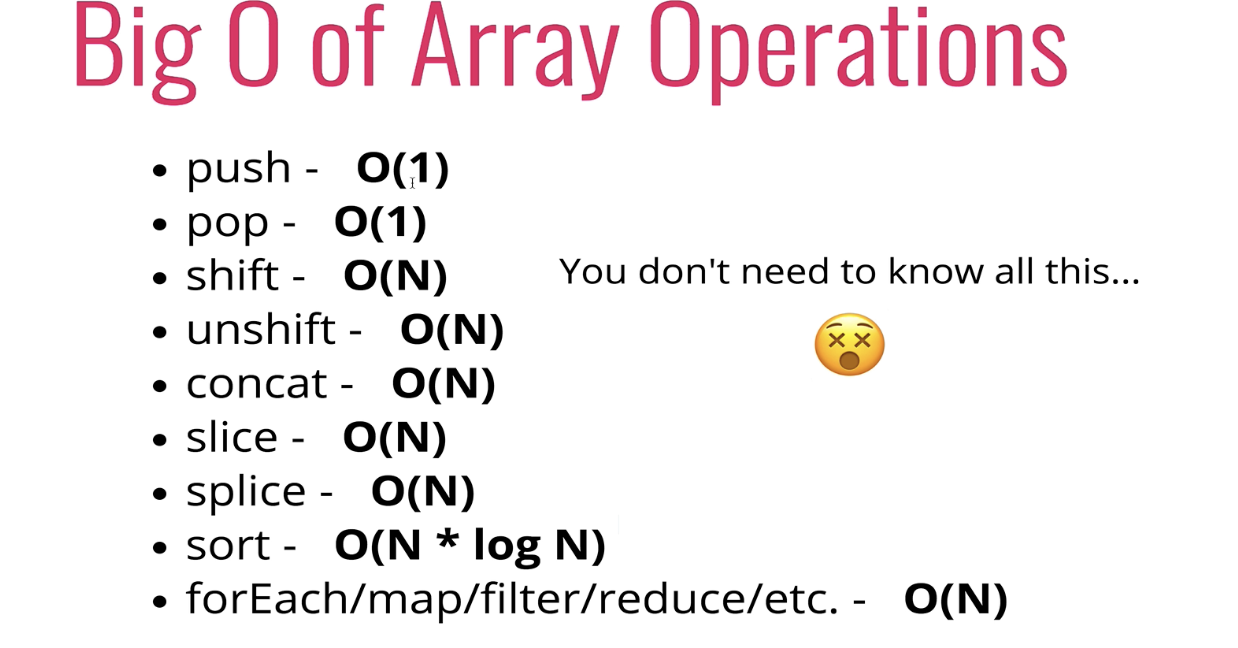 Big O of Array Operations
• push - O(1)
• pop - O(1)
• shift - O(N)
• unshift - O(N)
• concat - O(N)
• slice - O(N)
• splice - O(N)
• sort - O(N * log N)
• forEach/map/filter/reduce/etc. - O(N)
You don't need to know all this...